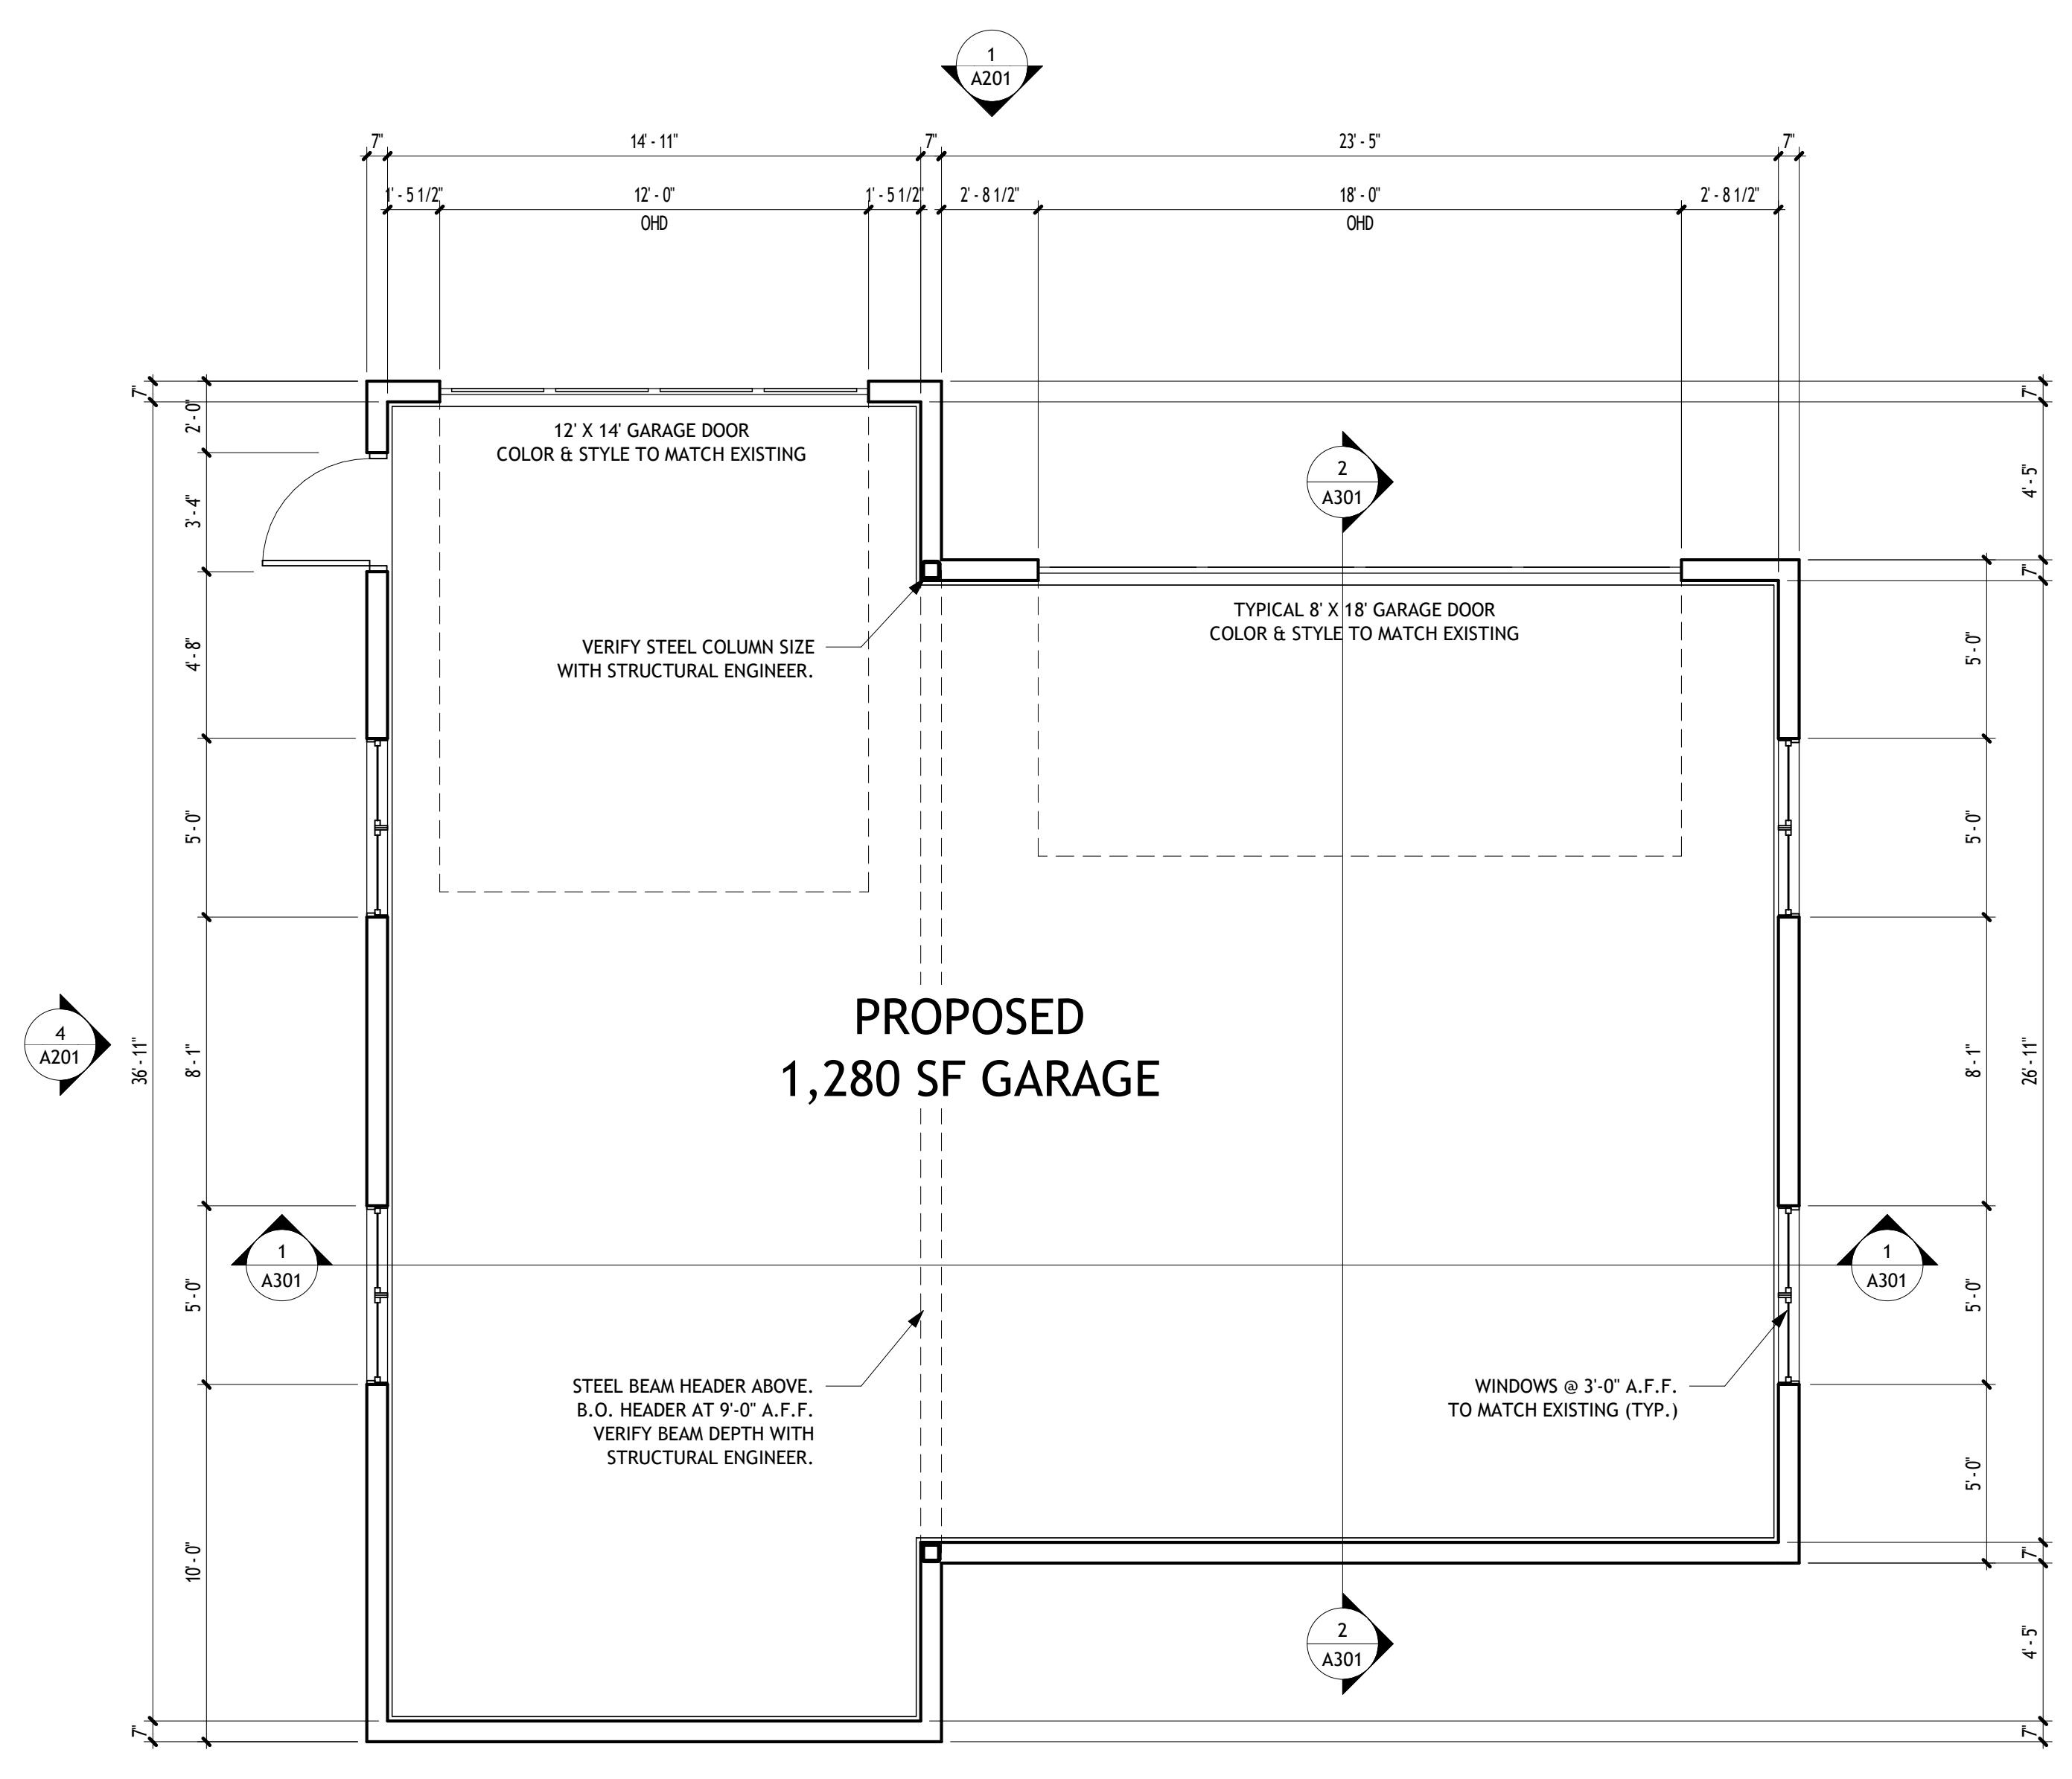 1
A201
7"
14' - 11"
7"
23' - 5"
7"
1' - 5 1/2"
12' - 0"
1' - 5 1/2"
2' - 8 1/2"
18' - 0"
2' - 8 1/2"
OHD
OHD
7"
2' - 0"
3' - 4"
4' - 8"
5' - 0"
8' - 1"
5' - 0"
10' - 0"
36' - 11"
7"
4
A201
12' X 14' GARAGE DOOR
COLOR & STYLE TO MATCH EXISTING
2
A301
VERIFY STEEL COLUMN SIZE
WITH STRUCTURAL ENGINEER.
TYPICAL 8' X 18' GARAGE DOOR
COLOR & STYLE TO MATCH EXISTING
PROPOSED
1,280 SF GARAGE
1
A301
1
A301
STEEL BEAM HEADER ABOVE.
B.O. HEADER AT 9'-0" A.F.F.
VERIFY BEAM DEPTH WITH
STRUCTURAL ENGINEER.
WINDOWS @ 3'-0" A.F.F.
TO MATCH EXISTING (TYP.)
2
A301
7"
4' - 5"
7"
5' - 0"
5' - 0"
8' - 1"
26' - 11"
5' - 0"
5' - 0"
7"
4' - 5"
7"